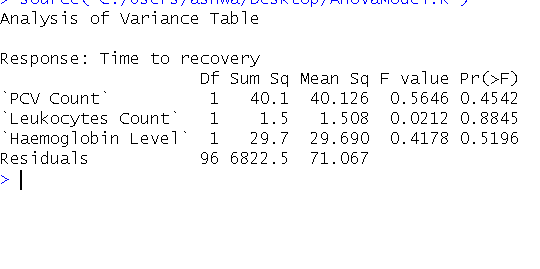 > source("C:/Users/ashwa/Desktop/AnovaModel.R")
Analysis of Variance Table
Response: Time to recovery
Df Sum Sq Mean Sq F value Pr(>F)
`PCV Count` 1 40.1 40.126 0.5646 0.4542
`Leukocytes Count` 1 1.5 1.508 0.0212 0.8845
`Haemoglobin Level` 1 29.7 29.690 0.4178 0.5196
Residuals 96 6822.5 71.067
>